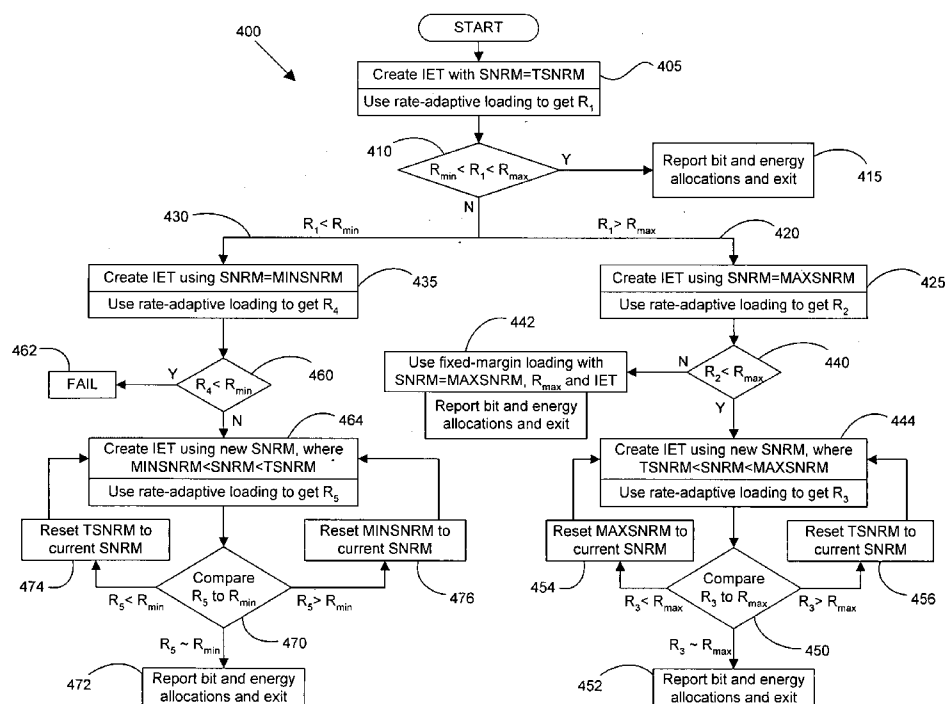 START
400
Create IET with SNRM=TSNRM
Use rate-adaptive loading to get R1
405
410
Rmin< R1< Rmax
Y
N
Report bit and energy
allocations and exit
415
430
R1< Rmin
R1> Rmax
420
Create IET using SNRM=MINSNRM
Use rate-adaptive loading to get R4
435
Create IET using SNRM=MAXSNRM
Use rate-adaptive loading to get R2
425
462
FAIL
Y
R4< Rmin
460
N
442
Use fixed-margin loading with
SNRM=MAXSNRM, Rmax and IET
Report bit and energy
allocations and exit
N
R2< Rmax
440
Y
464
Create IET using new SNRM, where
MINSNRM<SNRM<TSNRM
Use rate-adaptive loading to get R5
444
Create IET using new SNRM, where
TSNRM<SNRM<MAXSNRM
Use rate-adaptive loading to get R3
Reset TSNRM to
current SNRM
474
Reset MINSNRM to
current SNRM
476
Compare
R5 to Rmin
R5< Rmin
R5> Rmin
470
R5 ~ Rmin
Reset MAXSNRM to
current SNRM
454
Reset TSNRM to
current SNRM
456
Compare
R3 to Rmax
R3< Rmax
R3> Rmax
450
R3 ~ Rmax
472
Report bit and energy
allocations and exit
452
Report bit and energy
allocations and exit